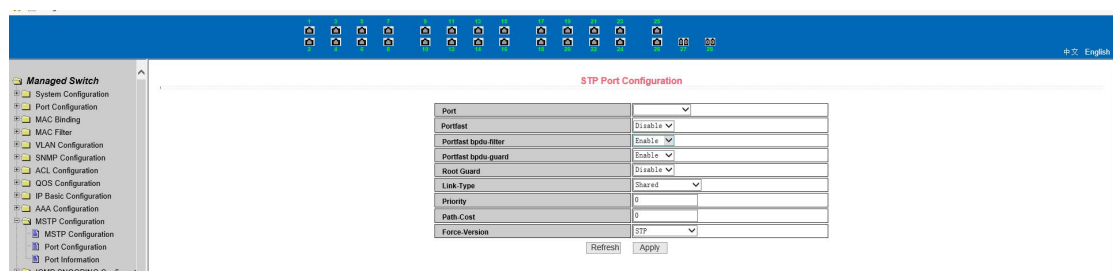 1 3 5 7 9 11 13 15 17 19 21 23 25
2 4 6 8 10 12 14 16 18 20 22 24 26 27 28
中文 English
Managed Switch
System Configuration
Port Configuration
MAC Binding
MAC Filter
VLAN Configuration
SNMP Configuration
ACL Configuration
QOS Configuration
IP Basic Configuration
AAA Configuration
MSTP Configuration
MSTP Configuration
Port Configuration
Port Information
STP Port Configuration
Port
Portfast Disable
Portfast bpdu-filter Enable
Portfast bpdu-guard Enable
Root Guard Disable
Link-Type Shared
Priority 0
Path-Cost 0
Force-Version STP
Refresh Apply